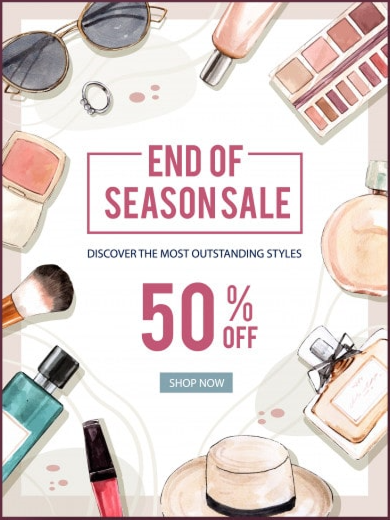 END OF
SEASON SALE
DISCOVER THE MOST OUTSTANDING STYLES
50%
OFF
SHOP NOW